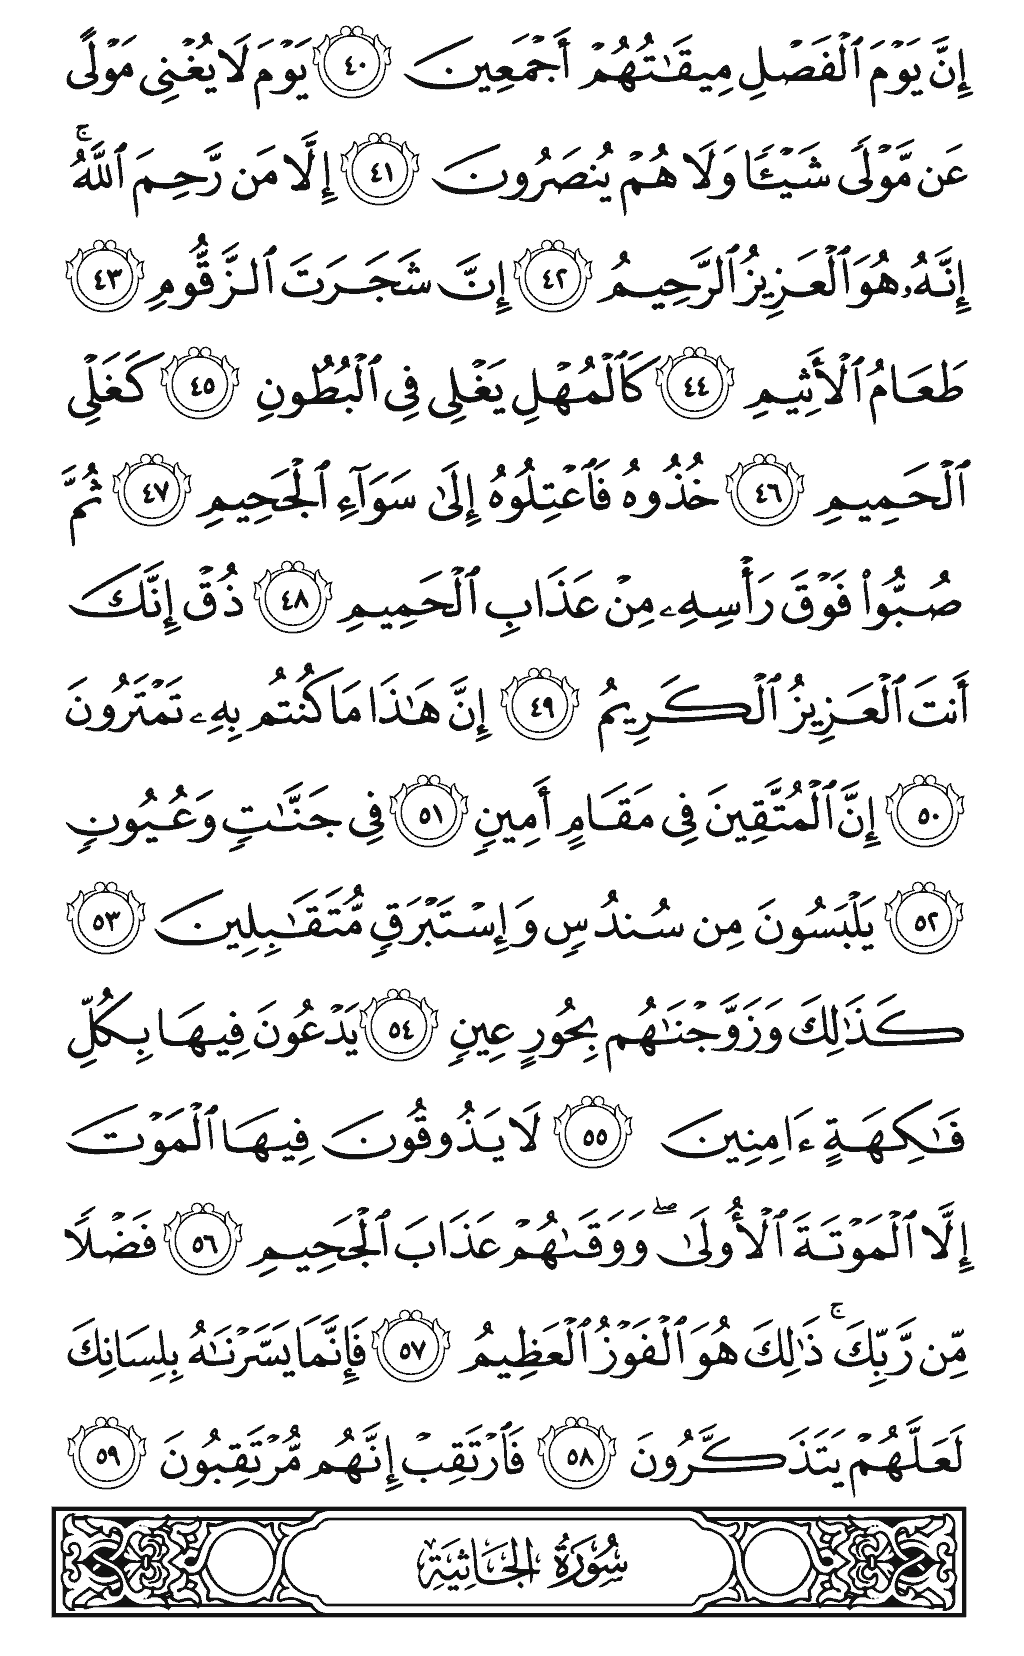 إِنَّ يَوْمَ ٱلْفَصْلِ مِيقَٰتُهُمْ أَجْمَعِينَ ٤٠ يَوْمَ لَا يُغْنِى مَوْلًى
عَن مَّوْلًى شَيْـًٔا وَلَا هُمْ يُنصَرُونَ ٤١ إِلَّا مَن رَّحِمَ ٱللَّهُ ۚ
إِنَّهُۥ هُوَ ٱلْعَزِيزُ ٱلرَّحِيمُ ٤٢ إِنَّ شَجَرَتَ ٱلزَّقُّومِ ٤٣
طَعَامُ ٱلْأَثِيمِ ٤٤ كَٱلْمُهْلِ يَغْلِى فِى ٱلْبُطُونِ ٤٥ كَغَلْىِ
ٱلْحَمِيمِ ٤٦ خُذُوهُ فَٱعْتِلُوهُ إِلَىٰ سَوَآءِ ٱلْجَحِيمِ ٤٧ ثُمَّ
صُبُّوا۟ فَوْقَ رَأْسِهِۦ مِنْ عَذَابِ ٱلْحَمِيمِ ٤٨ ذُقْ إِنَّكَ
أَنتَ ٱلْعَزِيزُ ٱلْكَرِيمُ ٤٩ إِنَّ هَٰذَا مَا كُنتُم بِهِۦ تَمْتَرُونَ
٥٠ إِنَّ ٱلْمُتَّقِينَ فِى مَقَامٍ أَمِينٍ ٥١ فِى جَنَّٰتٍ وَعُيُونٍ
٥٢ يَلْبَسُونَ مِن سُندُسٍ وَإِسْتَبْرَقٍ مُّتَقَٰبِلِينَ ٥٣
كَذَٰلِكَ وَزَوَّجْنَٰهُم بِحُورٍ عِينٍ ٥٤ يَدْعُونَ فِيهَا بِكُلِّ
فَٰكِهَةٍ ءَامِنِينَ ٥٥ لَا يَذُوقُونَ فِيهَا ٱلْمَوْتَ
إِلَّا ٱلْمَوْتَةَ ٱلْأُولَىٰ ۖ وَوَقَىٰهُمْ عَذَابَ ٱلْجَحِيمِ ٥٦ فَضْلًا
مِّن رَّبِّكَ ۚ ذَٰلِكَ هُوَ ٱلْفَوْزُ ٱلْعَظِيمُ ٥٧ فَإِنَّمَا يَسَّرْنَٰهُ بِلِسَانِكَ
لَعَلَّهُمْ يَتَذَكَّرُونَ ٥٨ فَٱرْتَقِبْ إِنَّهُم مُّرْتَقِبُونَ ٥٩
سُورَةُ الجَاثِيَةِ